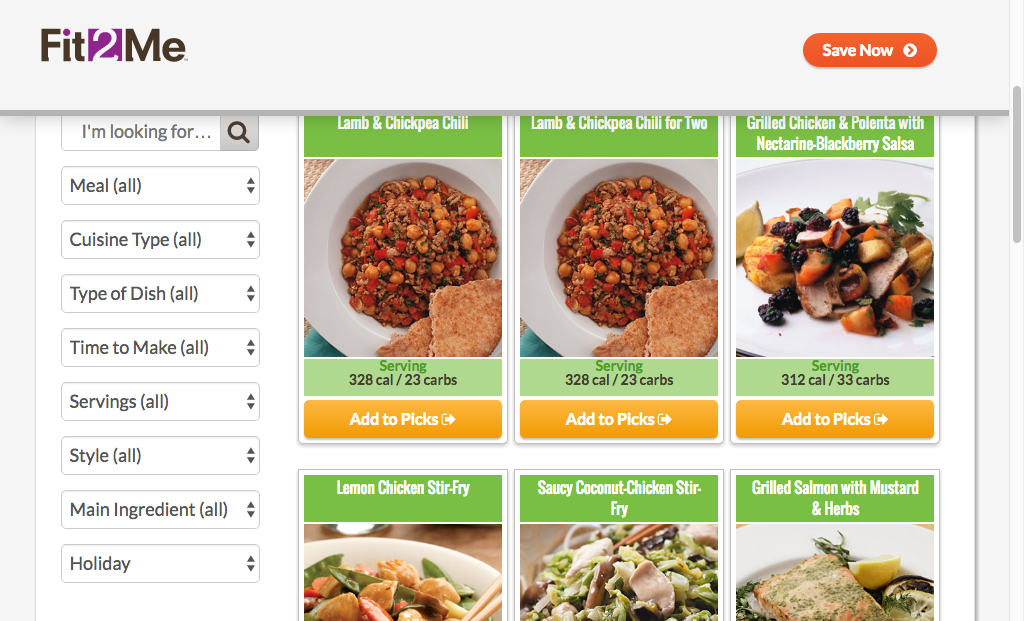 Fit2Me
Save Now
I'm looking for...
Meal (all)
Cuisine Type (all)
Type of Dish (all)
Time to Make (all)
Servings (all)
Style (all)
Main Ingredient (all)
Holiday
Lamb & Chickpea Chili
Serving
328 cal / 23 carbs
Add to Picks
Lamb & Chickpea Chili for Two
Serving
328 cal / 23 carbs
Add to Picks
Grilled Chicken & Polenta with
Nectarine-Blackberry Salsa
Serving
312 cal / 33 carbs
Add to Picks
Lemon Chicken Stir-Fry
Saucy Coconut-Chicken Stir-
Fry
Grilled Salmon with Mustard
& Herbs